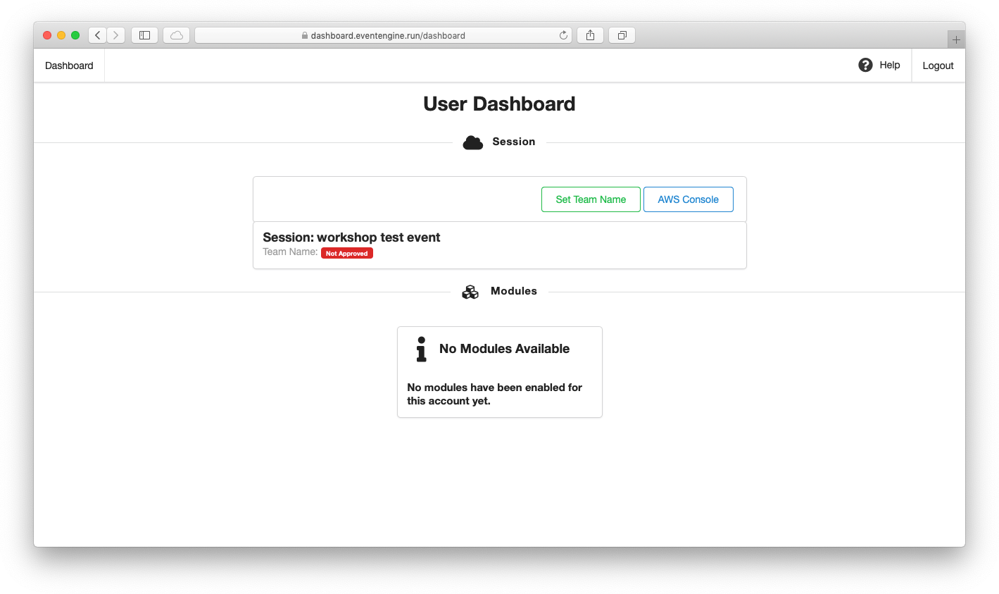 dashboard.eventengine.run/dashboard
Dashboard
Help
Logout
User Dashboard
Session
Set Team Name
AWS Console
Session: workshop test event
Team Name: Not Approved
Modules
No Modules Available
No modules have been enabled for
this account yet.